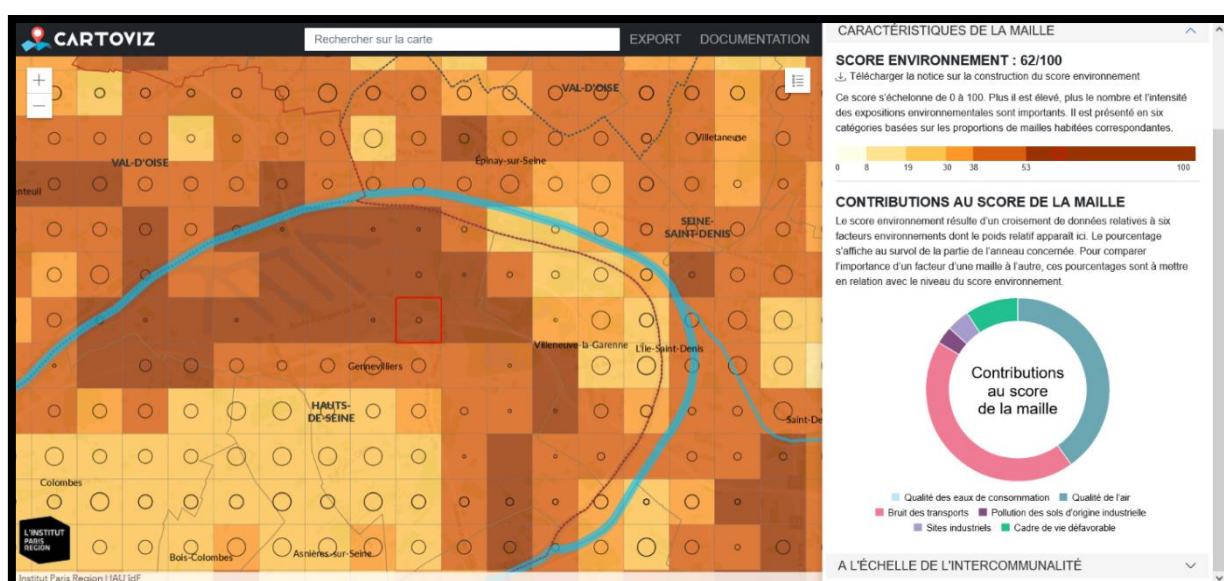 CARTOVIZ
Rechercher sur la carte
EXPORT
DOCUMENTATION
+
−
VAL-D'OISE
Villetaneuse
Épinay-sur-Seine
VAL-D'OISE
enteuil
SEINE-
SAINT-DENIS
Villeneuve-la-Garenne
L'Île-Saint-Denis
Gennevilliers
HAUTS-
DE-SEINE
Saint-De
Colombes
Bois-Colombes
Asnières-sur-Seine
L'INSTITUT
PARIS
REGION
Institut Paris Region | IAU îdF
CARACTÉRISTIQUES DE LA MAILLE
SCORE ENVIRONNEMENT : 62/100
Télécharger la notice sur la construction du score environnement
Ce score s'échelonne de 0 à 100. Plus il est élevé, plus le nombre et l'intensité
des expositions environnementales sont importants. Il est présenté en six
catégories basées sur les proportions de mailles habitées correspondantes.
0 8 19 30 38 53 100
CONTRIBUTIONS AU SCORE DE LA MAILLE
Le score environnement résulte d'un croisement de données relatives à six
facteurs environnements dont le poids relatif apparaît ici. Le pourcentage
s'affiche au survol de la partie de l'anneau concernée. Pour comparer
l'importance d'un facteur d'une maille à l'autre, ces pourcentages sont à mettre
en relation avec le niveau du score environnement.
Contributions
au score
de la maille
Qualité des eaux de consommation Qualité de l'air
Bruit des transports Pollution des sols d'origine industrielle
Sites industriels Cadre de vie défavorable
A L'ÉCHELLE DE L'INTERCOMMUNALITÉ